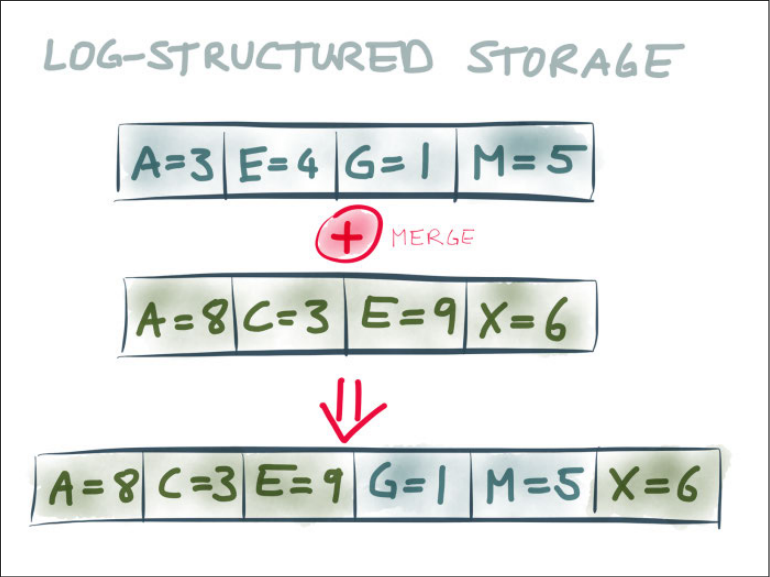 LOG-STRUCTURED STORAGE
A=3 E=4 G=1 M=5
+ MERGE
A=8 C=3 E=9 X=6
A=8 C=3 E=9 G=1 M=5 X=6